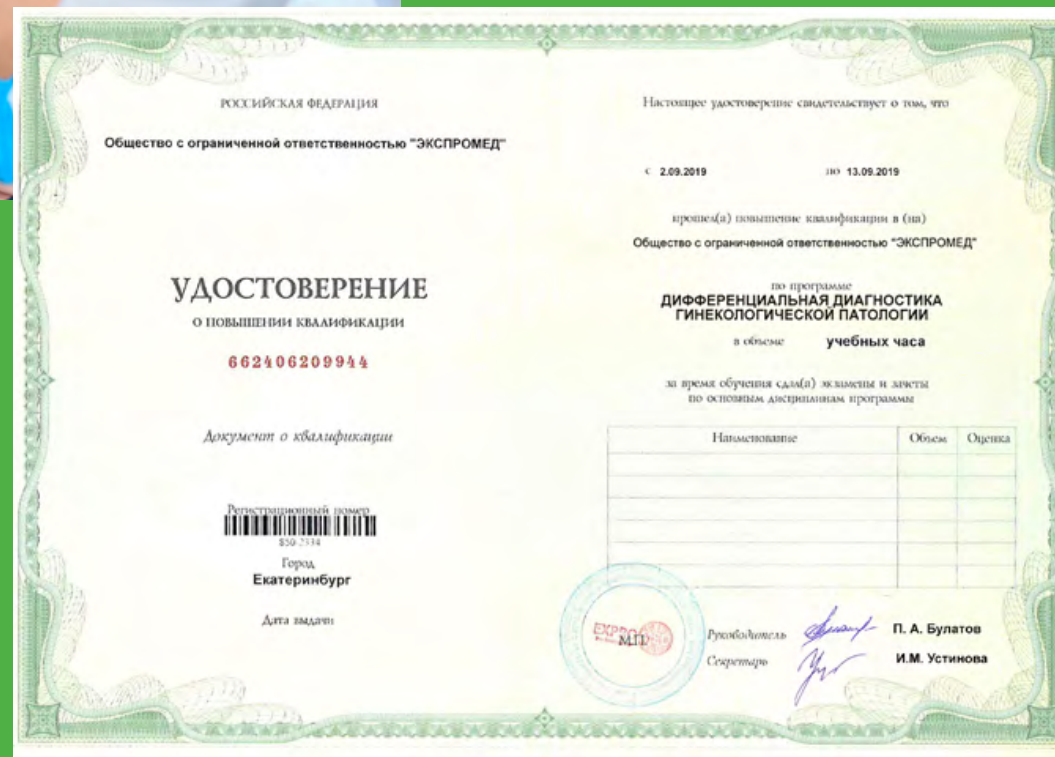 РОССИЙСКАЯ ФЕДЕРАЦИЯ
Общество с ограниченной ответственностью "ЭКСПРОМЕД"
УДОСТОВЕРЕНИЕ
О ПОВЫШЕНИИ КВАЛИФИКАЦИИ
662406209944
Документ о квалификации
Регистрационный номер
850-2334
Город
Екатеринбург
Дата выдачи
Настоящее удостоверение свидетельствует о том, что
с 2.09.2019 по 13.09.2019
прошел(а) повышение квалификации в (на)
Общество с ограниченной ответственностью "ЭКСПРОМЕД"
по программе
ДИФФЕРЕНЦИАЛЬНАЯ ДИАГНОСТИКА
ГИНЕКОЛОГИЧЕСКОЙ ПАТОЛОГИИ
в объеме учебных часа
за время обучения сдал(а) экзамены и зачеты
по основным дисциплинам программы
Наименование Объем Оценка
М.П.
Руководитель П. А. Булатов
Секретарь И.М. Устинова